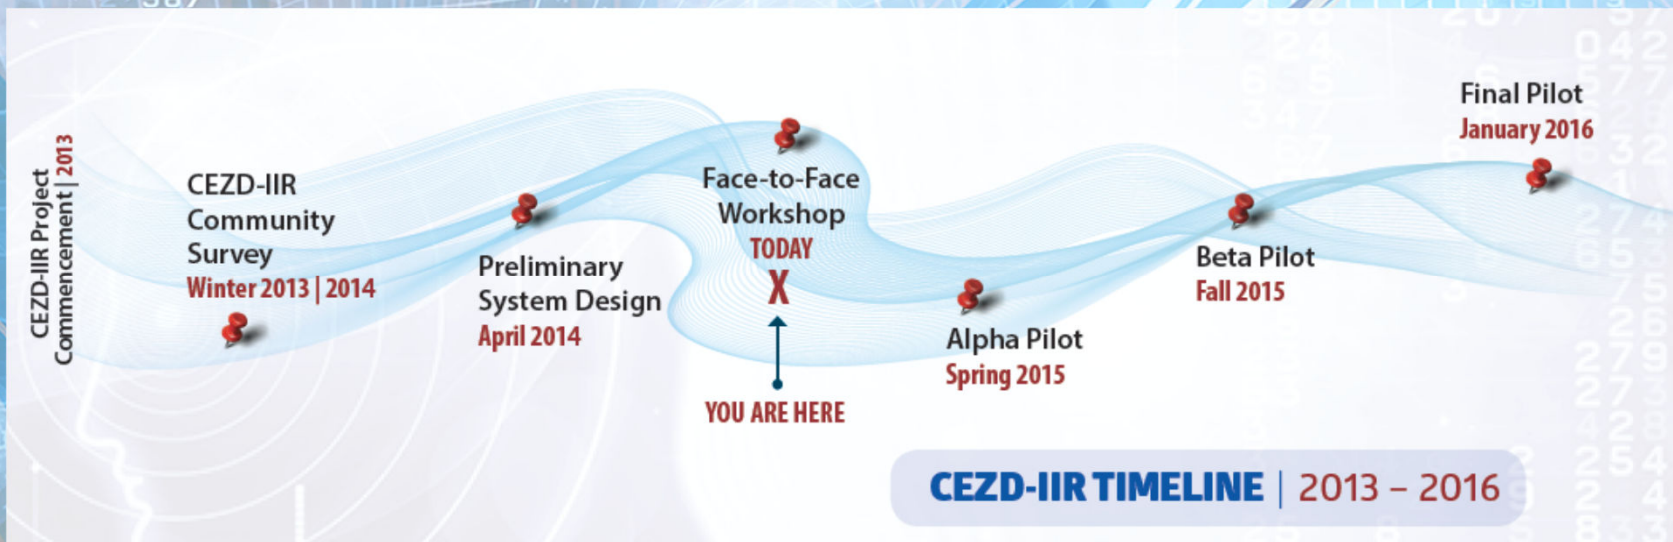 CEZD-IIR Project
Commencement | 2013
CEZD-IIR
Community
Survey
Winter 2013 | 2014
Preliminary
System Design
April 2014
Face-to-Face
Workshop
TODAY
X
YOU ARE HERE
Alpha Pilot
Spring 2015
Beta Pilot
Fall 2015
Final Pilot
January 2016
CEZD-IIR TIMELINE | 2013 – 2016